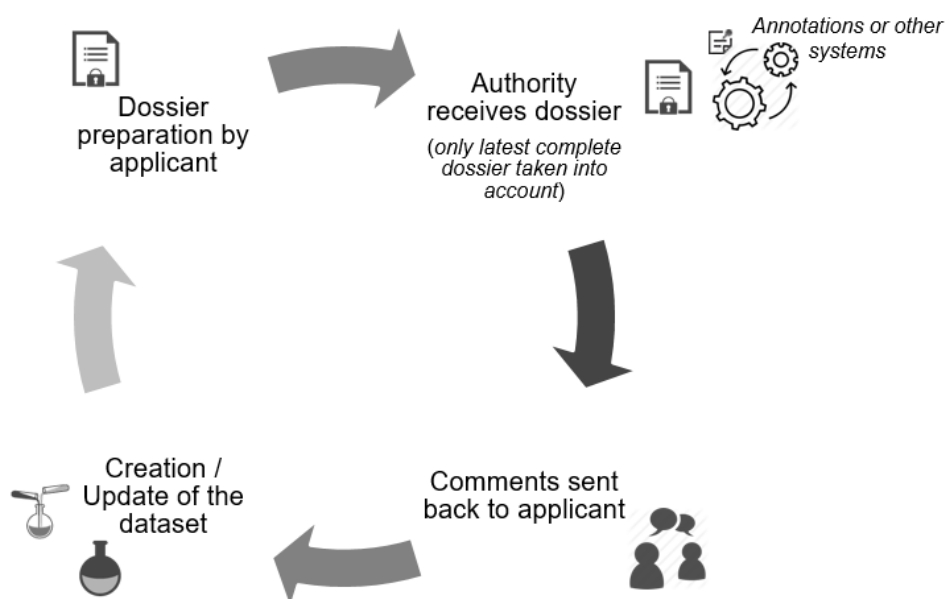 Dossier
preparation by
applicant
Authority
receives dossier
(only latest complete
dossier taken into
account)
Annotations or other
systems
Comments sent
back to applicant
Creation /
Update of the
dataset